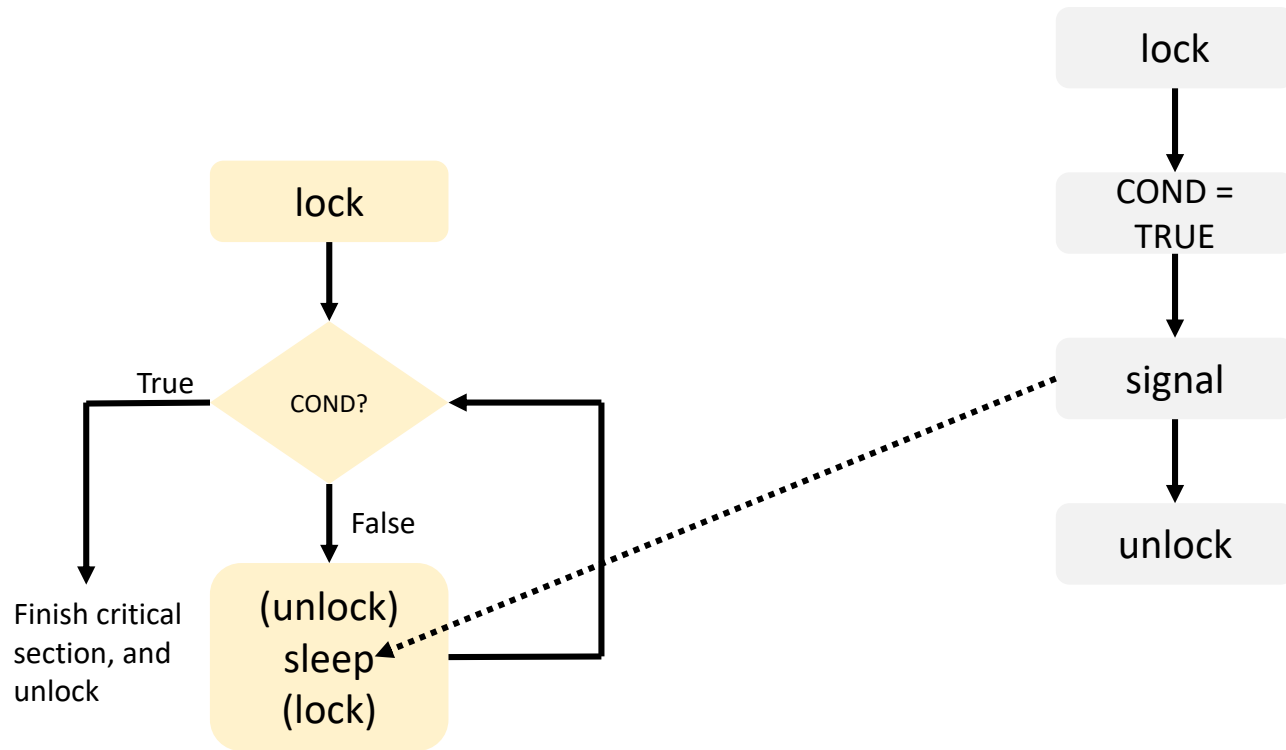 lock
COND?
True
False
(unlock)
sleep
(lock)
Finish critical
section, and
unlock
lock
COND =
TRUE
signal
unlock